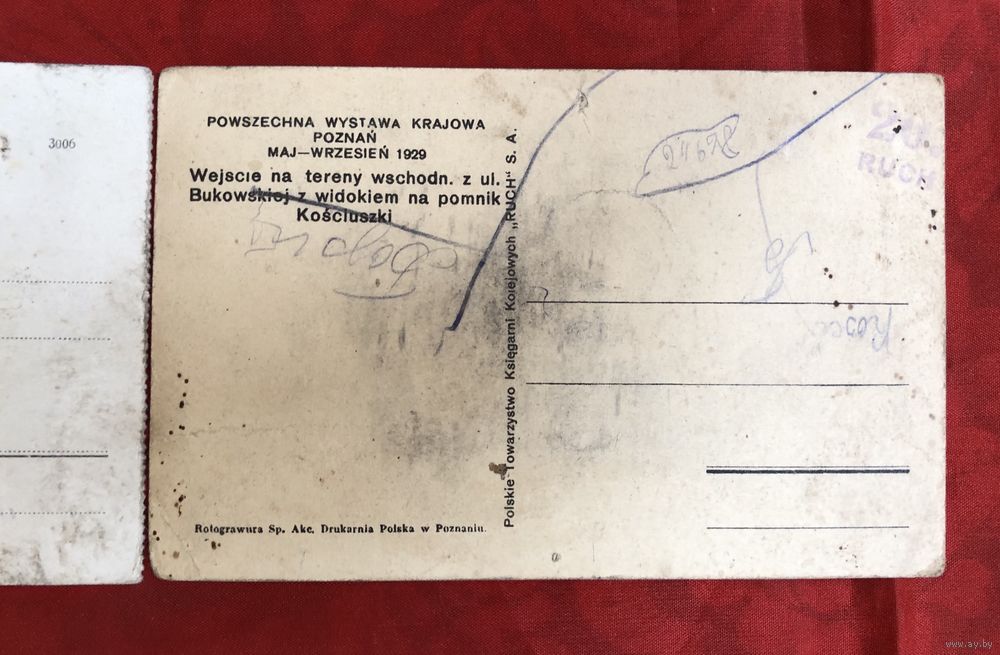 3006
POWSZECHNA WYSTAWA KRAJOWA
POZNAŃ
MAJ—WRZESIEŃ 1929
Wejscie na tereny wschodn. z ul.
Bukowskiej z widokiem na pomnik
Kościuszki
Rotograwura Sp. Akc. Drukarnia Polska w Poznaniu.
Polskie Towarzystwo Księgarni Kolejowych „RUCH" S. A.
RUCH
www.ay.by